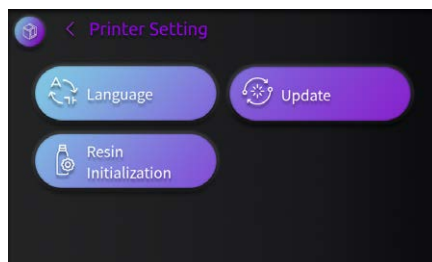 Printer Setting
Language
Update
Resin
Initialization